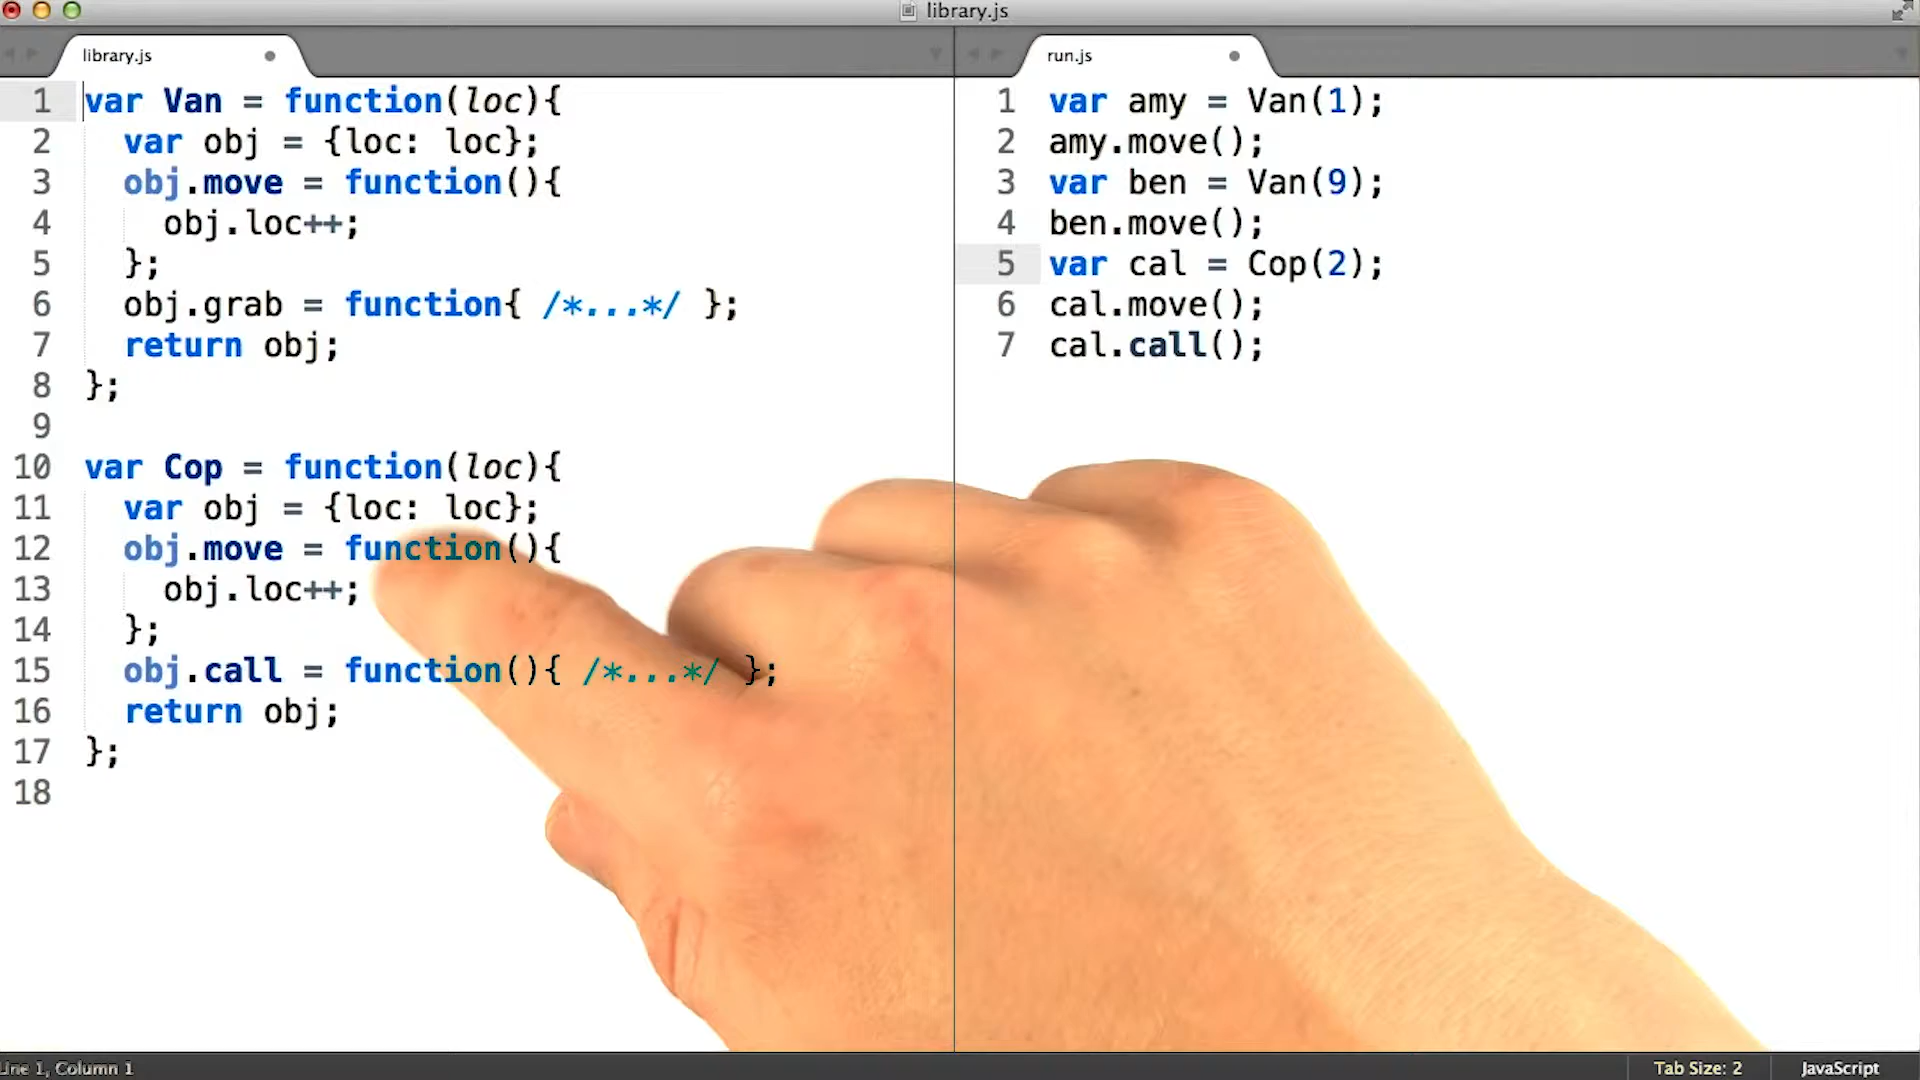 library.js
library.js
1 var Van = function(loc){
2 var obj = {loc: loc};
3 obj.move = function(){
4 obj.loc++;
5 };
6 obj.grab = function{ /*...*/ };
7 return obj;
8 };
9
10 var Cop = function(loc){
11 var obj = {loc: loc};
12 obj.move = function(){
13 obj.loc++;
14 };
15 obj.call = function(){ /*...*/ };
16 return obj;
17 };
18
run.js
1 var amy = Van(1);
2 amy.move();
3 var ben = Van(9);
4 ben.move();
5 var cal = Cop(2);
6 cal.move();
7 cal.call();
Line 1, Column 1
Tab Size: 2
JavaScript